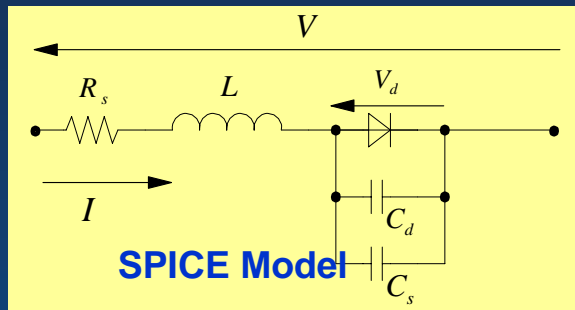 V
R_s
L
V_d
I
C_d
SPICE Model
C_s